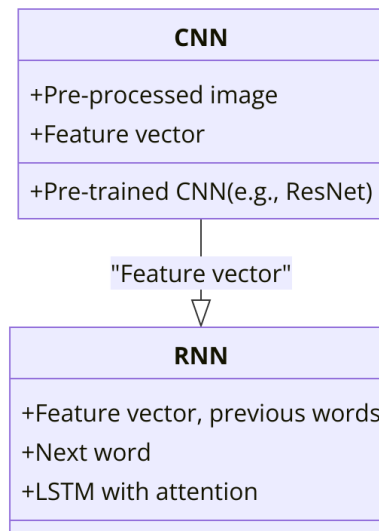 CNN
+Pre-processed image
+Feature vector
+Pre-trained CNN(e.g., ResNet)
"Feature vector"
RNN
+Feature vector, previous words
+Next word
+LSTM with attention